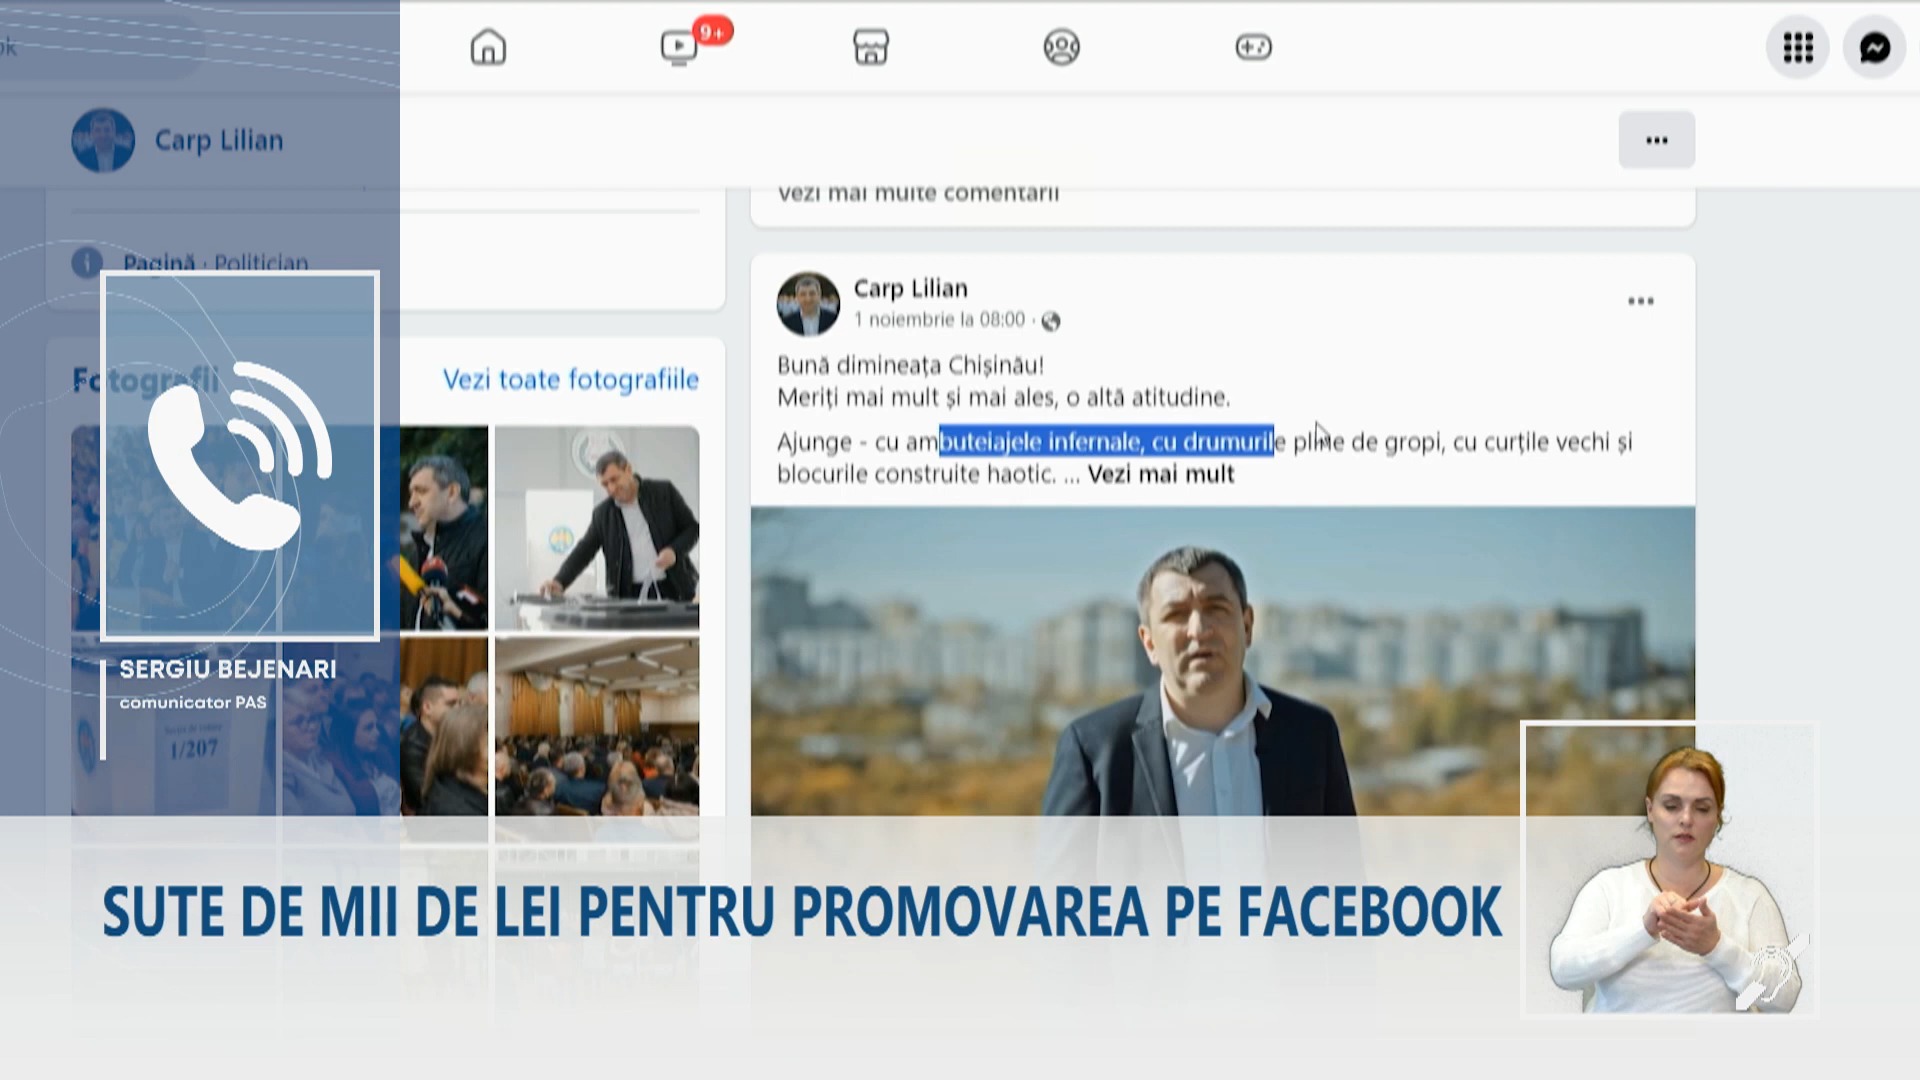 ok
9+
Carp Lilian
Vezi mai multe comentarii
Pagină · Politician
Fotografii
Vezi toate fotografiile
Carp Lilian
1 noiembrie la 08:00 ·
Bună dimineața Chișinău!
Meriți mai mult și mai ales, o altă atitudine.
Ajunge - cu ambuteiajele infernale, cu drumurile pline de gropi, cu curțile vechi și
blocurile construite haotic. ... Vezi mai mult
SERGIU BEJENARI
comunicator PAS
1/207
SUTE DE MII DE LEI PENTRU PROMOVAREA PE FACEBOOK